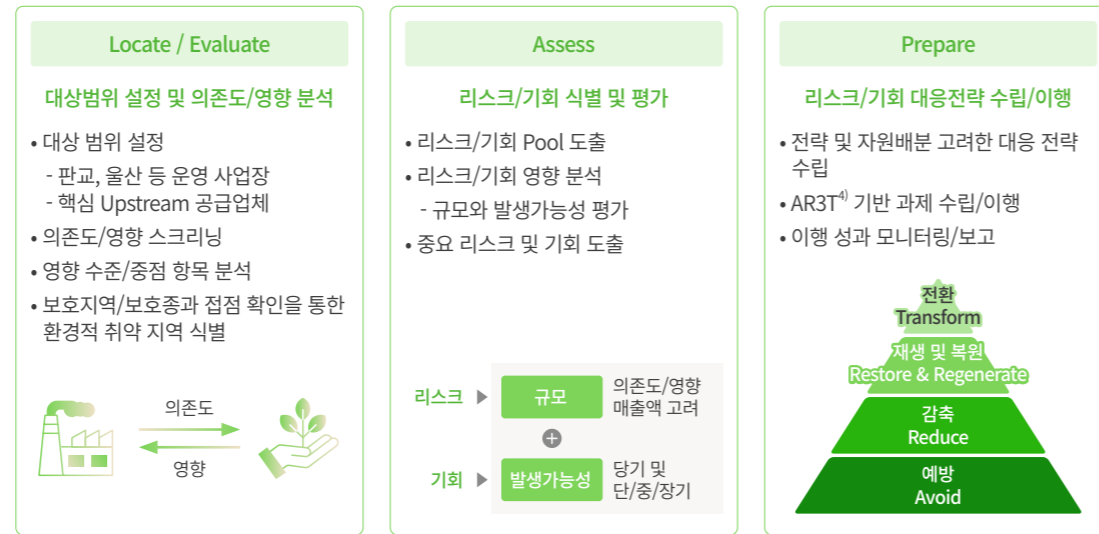 Locate / Evaluate
대상범위 설정 및 의존도/영향 분석
• 대상 범위 설정
- 판교, 울산 등 운영 사업장
- 핵심 Upstream 공급업체
• 의존도/영향 스크리닝
• 영향 수준/중점 항목 분석
• 보호지역/보호종과 접점 확인을 통한
환경적 취약 지역 식별
의존도
영향
Assess
리스크/기회 식별 및 평가
• 리스크/기회 Pool 도출
• 리스크/기회 영향 분석
- 규모와 발생가능성 평가
• 중요 리스크 및 기회 도출
리스크 ▶ 규모
의존도/영향
매출액 고려
+
기회 ▶ 발생가능성
당기 및
단/중/장기
Prepare
리스크/기회 대응전략 수립/이행
• 전략 및 자원배분 고려한 대응 전략
수립
• AR3T4) 기반 과제 수립/이행
• 이행 성과 모니터링/보고
전환
Transform
재생 및 복원
Restore & Regenerate
감축
Reduce
예방
Avoid